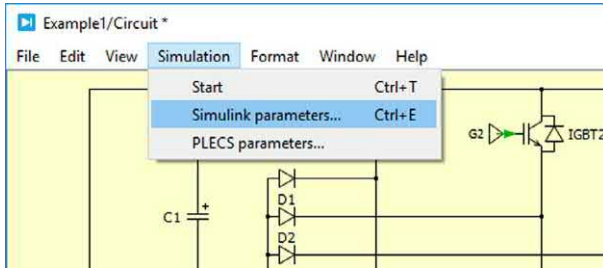 Example1/Circuit *
File Edit View Simulation Format Window Help
Start Ctrl+T
Simulink parameters... Ctrl+E
PLECS parameters...
G2
IGBT2
C1
+
D1
D2